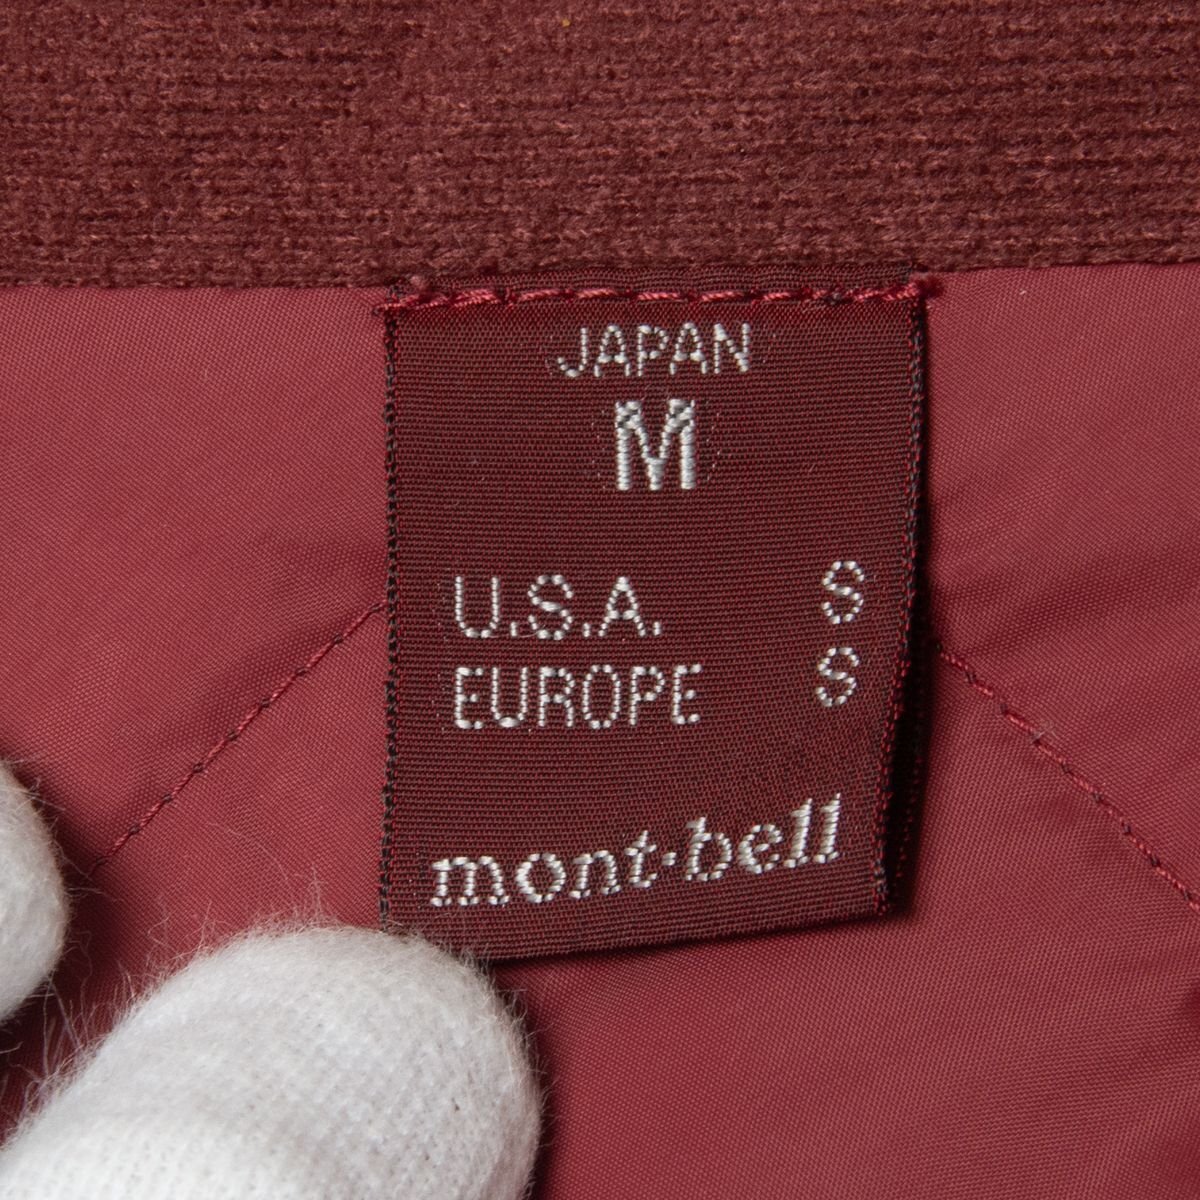 JAPAN
M
U.S.A. S
EUROPE S
mont-bell